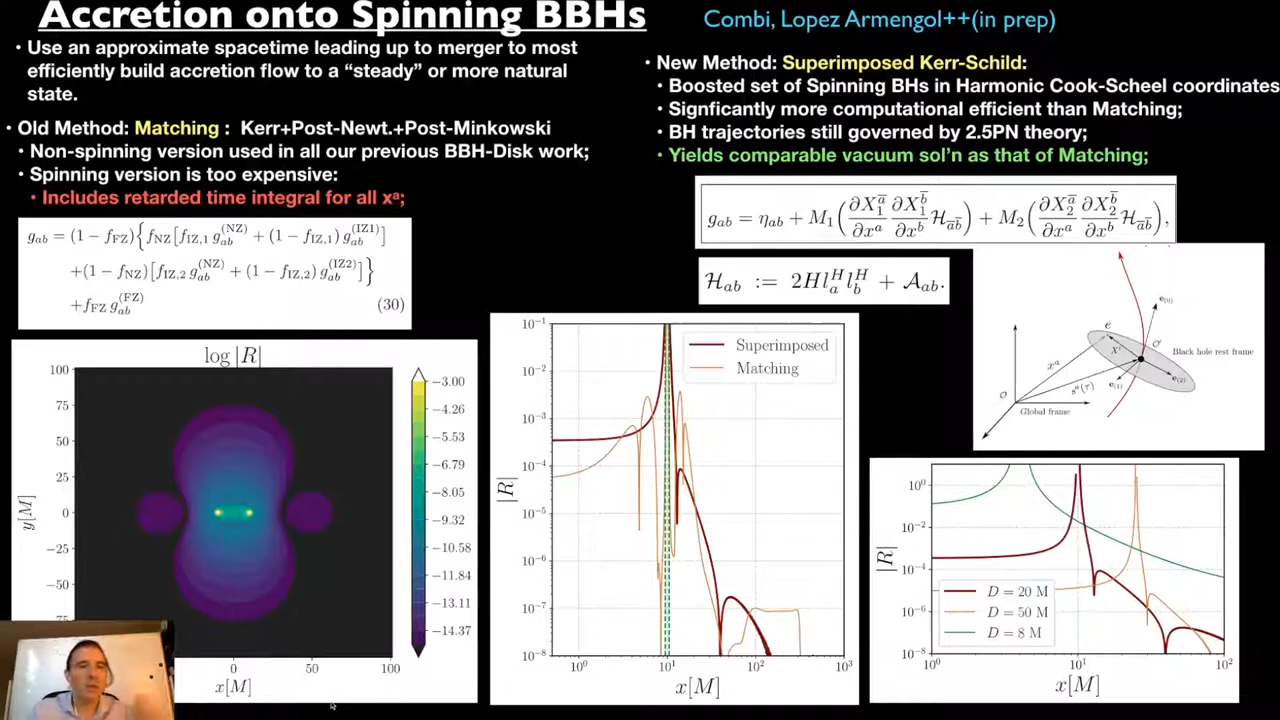 Accretion onto Spinning BBHs
Combi, Lopez Armengol++(in prep)
• Use an approximate spacetime leading up to merger to most
efficiently build accretion flow to a “steady” or more natural
state.
• Old Method: Matching : Kerr+Post-Newt.+Post-Minkowski
• Non-spinning version used in all our previous BBH-Disk work;
• Spinning version is too expensive:
• Includes retarded time integral for all xᵃ;
g_ab = (1 − f_FZ){f_NZ[f_IZ,1 g_ab^(NZ) + (1 − f_IZ,1) g_ab^(IZ1)]
+(1 − f_NZ)[f_IZ,2 g_ab^(NZ) + (1 − f_IZ,2) g_ab^(IZ2)]}
+f_FZ g_ab^(FZ) (30)
• New Method: Superimposed Kerr-Schild:
• Boosted set of Spinning BHs in Harmonic Cook-Scheel coordinates
• Signficantly more computational efficient than Matching;
• BH trajectories still governed by 2.5PN theory;
• Yields comparable vacuum sol’n as that of Matching;
g_ab = η_ab + M_1(∂X_1^ā/∂x^a ∂X_1^b̄/∂x^b H_āb̄) + M_2(∂X_2^ā/∂x^a ∂X_2^b̄/∂x^b H_āb̄),
H_ab := 2Hl_a^H l_b^H + A_ab.
log |R|
100
75
50
25
0
−25
−50
y[M]
0
50
100
x[M]
−3.00
−4.26
−5.53
−6.79
−8.05
−9.32
−10.58
−11.84
−13.11
−14.37
Superimposed
Matching
10^−1
10^−2
10^−3
10^−4
10^−5
10^−6
10^−7
10^−8
|R|
10^0
10^1
10^2
10^3
x[M]
e_(0)
e
O'
Black hole rest frame
X^i
x^a
e_(2)
e_(1)
s^a(τ)
O
Global frame
10^0
10^−2
10^−4
10^−6
10^−8
|R|
D = 20 M
D = 50 M
D = 8 M
10^0
10^1
10^2
x[M]